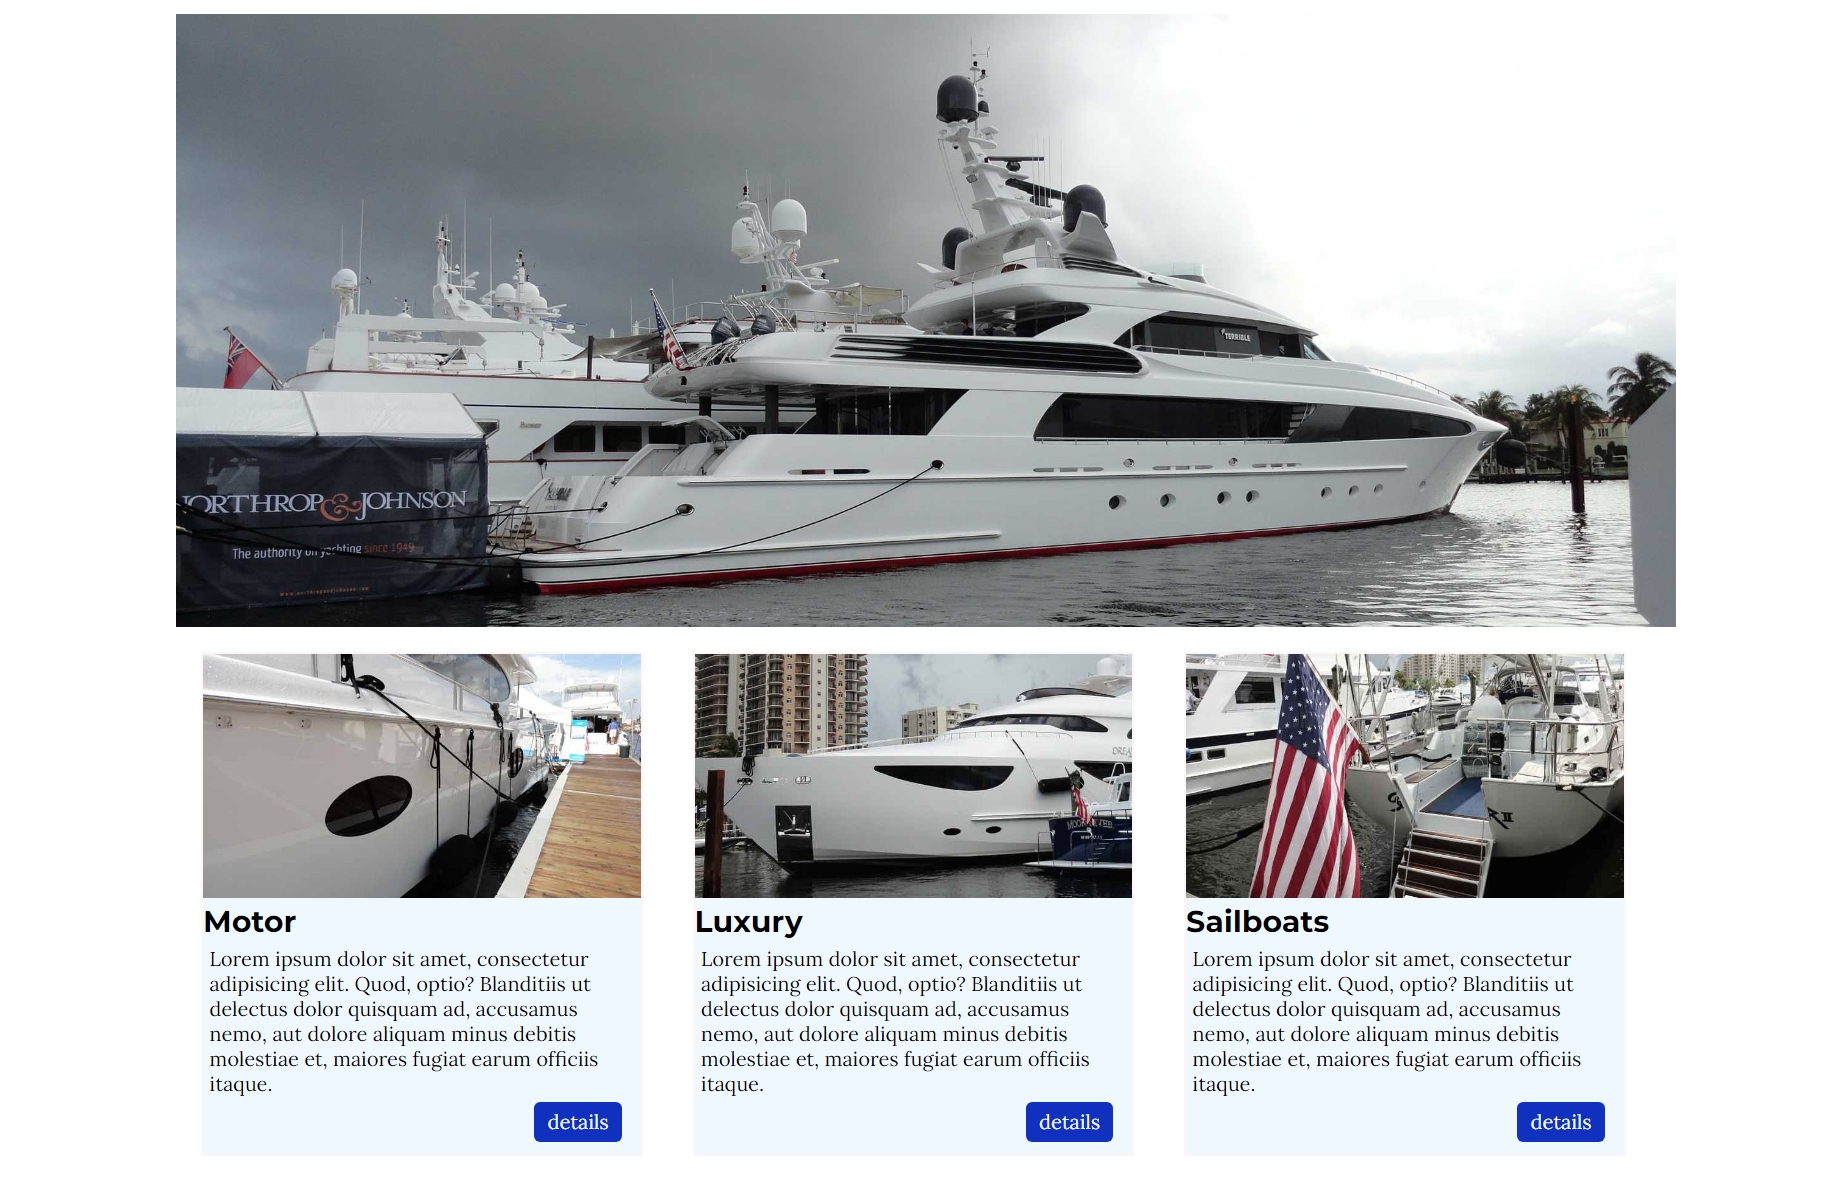 TERRIBLE
ORTHROP&JOHNSON
The authority on yachting since 1949
www.northropandjohnson.com
Motor
Lorem ipsum dolor sit amet, consectetur
adipisicing elit. Quod, optio? Blanditiis ut
delectus dolor quisquam ad, accusamus
nemo, aut dolore aliquam minus debitis
molestiae et, maiores fugiat earum officiis
itaque.
details
Luxury
Lorem ipsum dolor sit amet, consectetur
adipisicing elit. Quod, optio? Blanditiis ut
delectus dolor quisquam ad, accusamus
nemo, aut dolore aliquam minus debitis
molestiae et, maiores fugiat earum officiis
itaque.
details
Sailboats
Lorem ipsum dolor sit amet, consectetur
adipisicing elit. Quod, optio? Blanditiis ut
delectus dolor quisquam ad, accusamus
nemo, aut dolore aliquam minus debitis
molestiae et, maiores fugiat earum officiis
itaque.
details